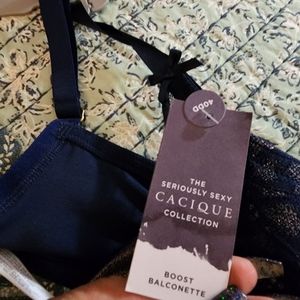 40DD
THE
SERIOUSLY SEXY
CACIQUE
COLLECTION
BOOST
BALCONETTE